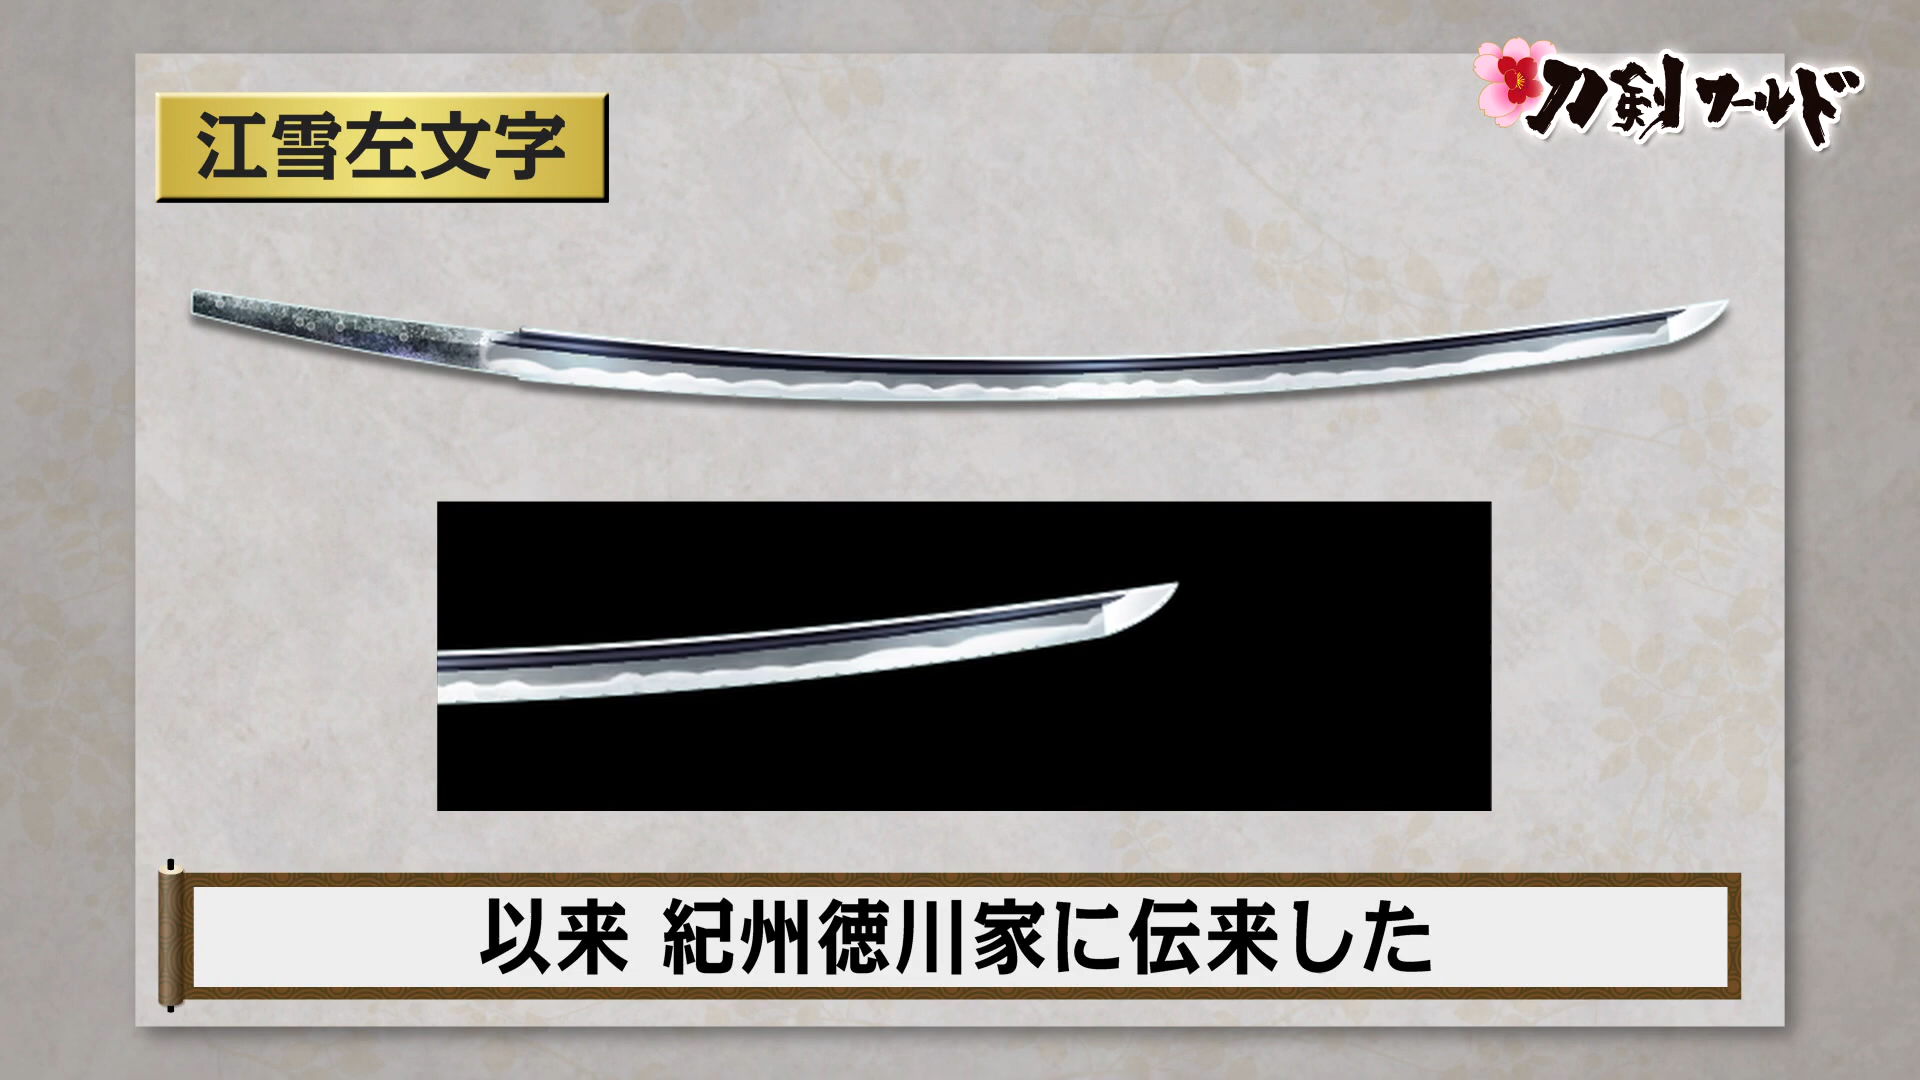 刀剣ワールド
江雪左文字
以来 紀州徳川家に伝来した